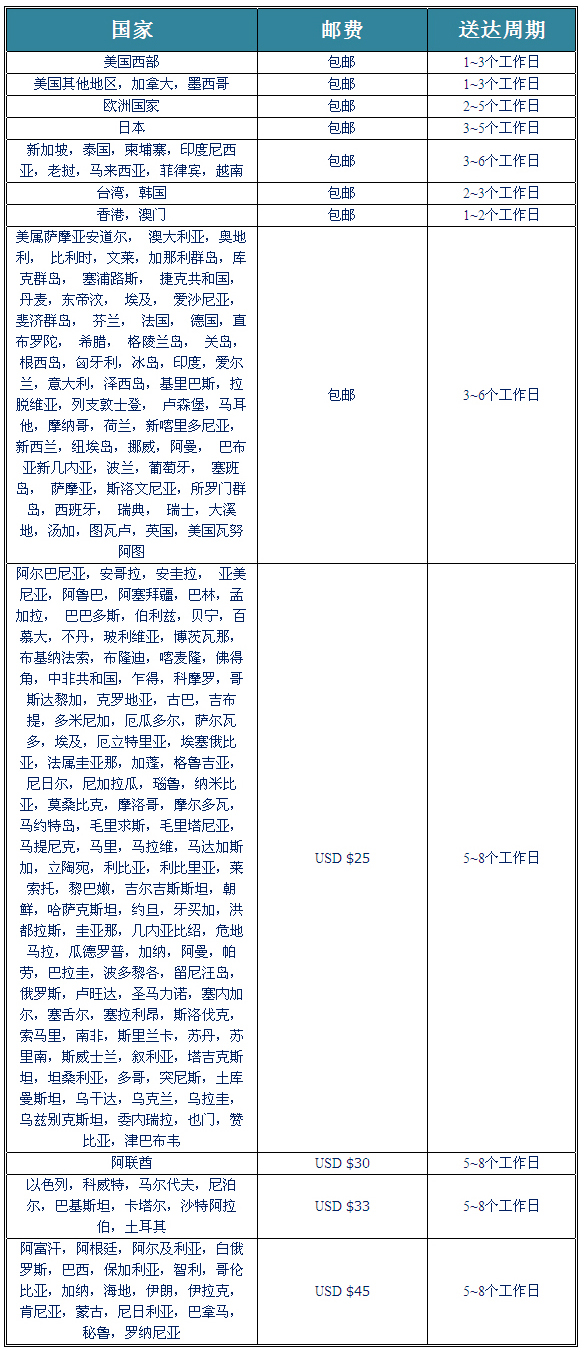 国家 邮费 送达周期
美国西部 包邮 1~3个工作日
美国其他地区，加拿大，墨西哥 包邮 1~3个工作日
欧洲国家 包邮 2~5个工作日
日本 包邮 3~5个工作日
新加坡，泰国，柬埔寨，印度尼西
亚，老挝，马来西亚，菲律宾，越南
包邮 3~6个工作日
台湾，韩国 包邮 2~3个工作日
香港，澳门 包邮 1~2个工作日
美属萨摩亚安道尔， 澳大利亚，奥地
利， 比利时，文莱，加那利群岛，库
克群岛， 塞浦路斯， 捷克共和国，
丹麦，东帝汶， 埃及， 爱沙尼亚，
斐济群岛， 芬兰， 法国， 德国，直
布罗陀， 希腊， 格陵兰岛， 关岛，
根西岛，匈牙利，冰岛，印度，爱尔
兰，意大利，泽西岛，基里巴斯，拉
脱维亚，列支敦士登， 卢森堡，马耳
他，摩纳哥，荷兰，新喀里多尼亚，
新西兰，纽埃岛，挪威，阿曼， 巴布
亚新几内亚，波兰，葡萄牙， 塞班
岛， 萨摩亚，斯洛文尼亚，所罗门群
岛，西班牙， 瑞典， 瑞士，大溪
地，汤加，图瓦卢，英国，美国瓦努
阿图
包邮 3~6个工作日
阿尔巴尼亚，安哥拉，安圭拉， 亚美
尼亚，阿鲁巴，阿塞拜疆，巴林，孟
加拉， 巴巴多斯，伯利兹，贝宁，百
慕大，不丹，玻利维亚，博茨瓦那，
布基纳法索，布隆迪，喀麦隆，佛得
角，中非共和国，乍得，科摩罗，哥
斯达黎加，克罗地亚，古巴，吉布
提，多米尼加，厄瓜多尔，萨尔瓦
多，埃及，厄立特里亚，埃塞俄比
亚，法属圭亚那，加蓬，格鲁吉亚，
尼日尔，尼加拉瓜，瑙鲁，纳米比
亚，莫桑比克，摩洛哥，摩尔多瓦，
马约特岛，毛里求斯，毛里塔尼亚，
马提尼克，马里，马拉维，马达加斯
加，立陶宛，利比亚，利比里亚，莱
索托，黎巴嫩，吉尔吉斯斯坦，朝
鲜，哈萨克斯坦，约旦，牙买加，洪
都拉斯，圭亚那，几内亚比绍，危地
马拉，瓜德罗普，加纳，阿曼，帕
劳，巴拉圭，波多黎各，留尼汪岛，
俄罗斯，卢旺达，圣马力诺，塞内加
尔，塞舌尔，塞拉利昂，斯洛伐克，
索马里，南非，斯里兰卡，苏丹，苏
里南，斯威士兰，叙利亚，塔吉克斯
坦，坦桑利亚，多哥，突尼斯，土库
曼斯坦，乌干达，乌克兰，乌拉圭，
乌兹别克斯坦，委内瑞拉，也门，赞
比亚，津巴布韦
USD $25 5~8个工作日
阿联酋 USD $30 5~8个工作日
以色列，科威特，马尔代夫，尼泊
尔，巴基斯坦，卡塔尔，沙特阿拉
伯，土耳其
USD $33 5~8个工作日
阿富汗，阿根廷，阿尔及利亚，白俄
罗斯，巴西，保加利亚，智利，哥伦
比亚，加纳，海地，伊朗，伊拉克，
肯尼亚，蒙古，尼日利亚，巴拿马，
秘鲁，罗纳尼亚
USD $45 5~8个工作日